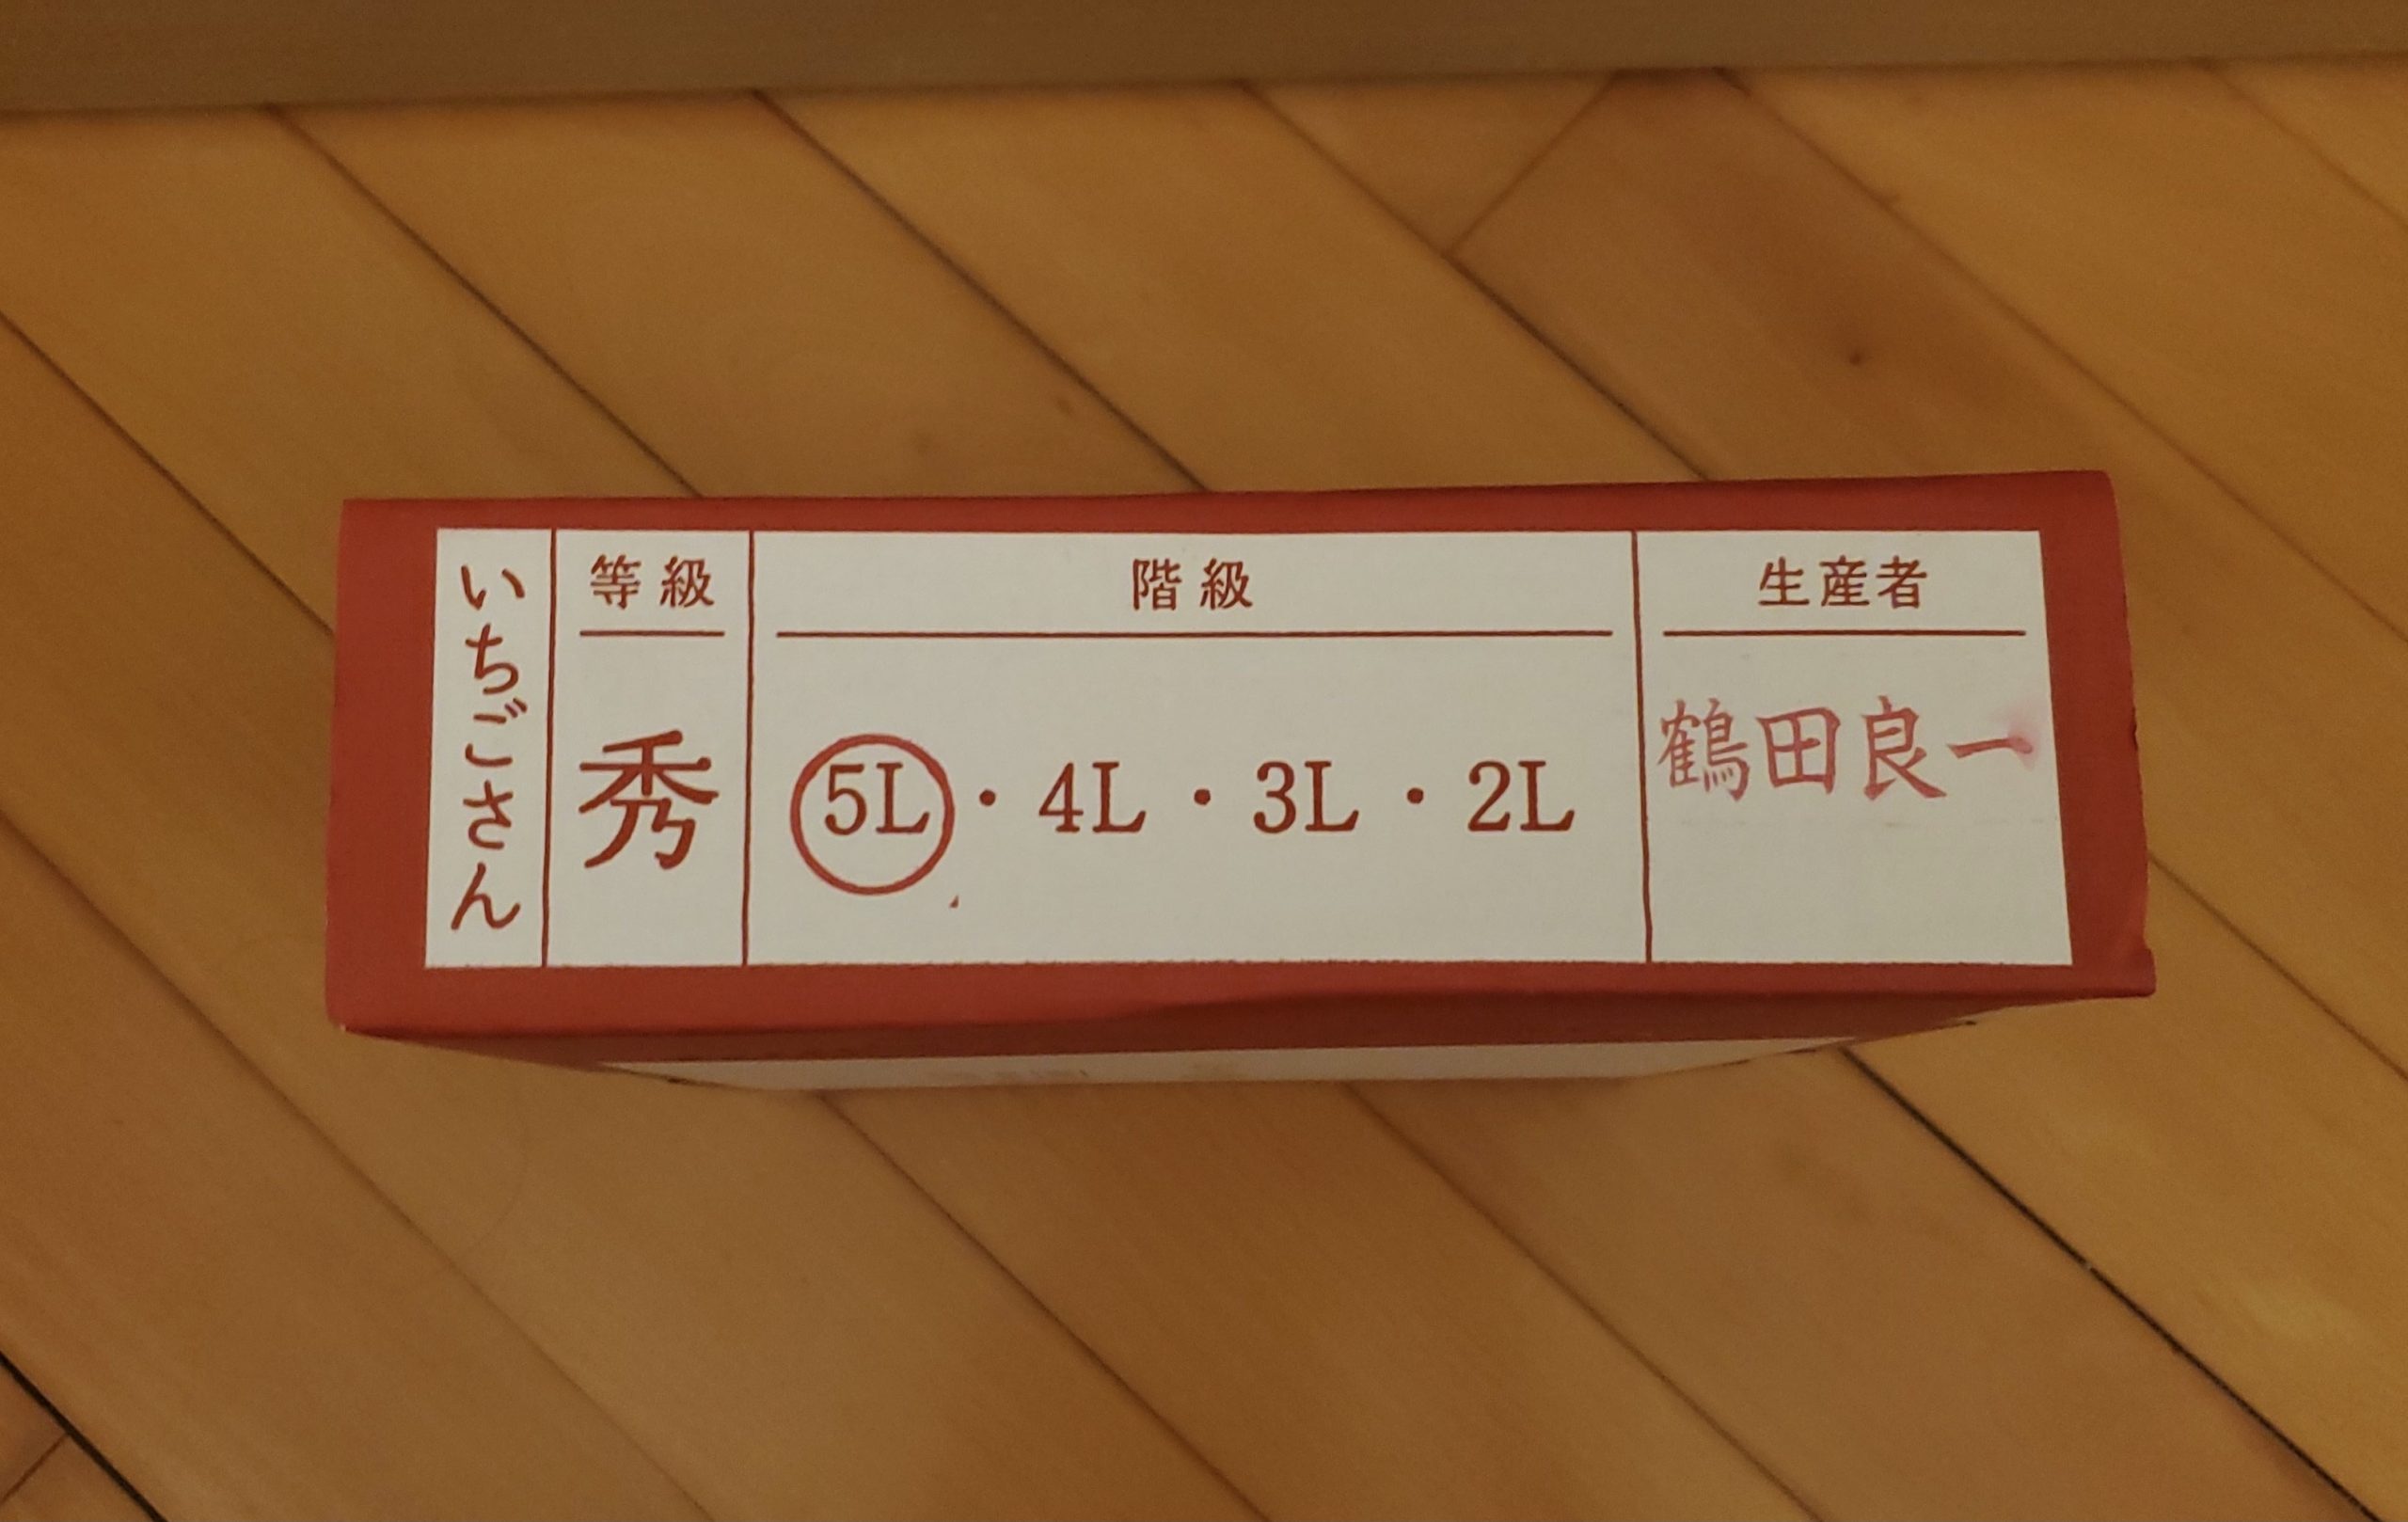 いちごさん
等級
秀
階級
5L・4L・3L・2L
生産者
鶴田良一